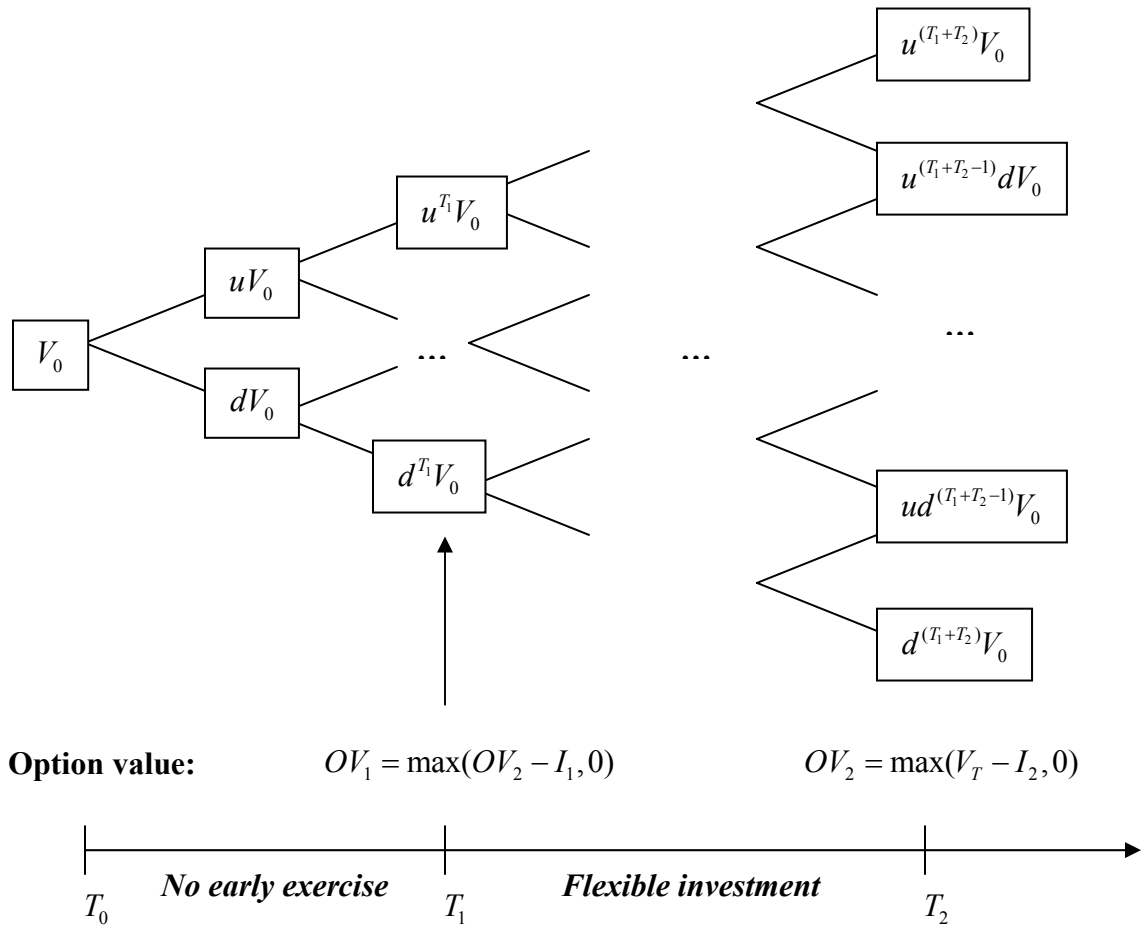 u^{(T_1+T_2)}V_0
u^{(T_1+T_2-1)}dV_0
u^{T_1}V_0
uV_0
V_0
... ... ...
dV_0
d^{T_1}V_0
ud^{(T_1+T_2-1)}V_0
d^{(T_1+T_2)}V_0
Option value: OV_1 = max(OV_2 − I_1, 0) OV_2 = max(V_T − I_2, 0)
No early exercise Flexible investment
T_0 T_1 T_2